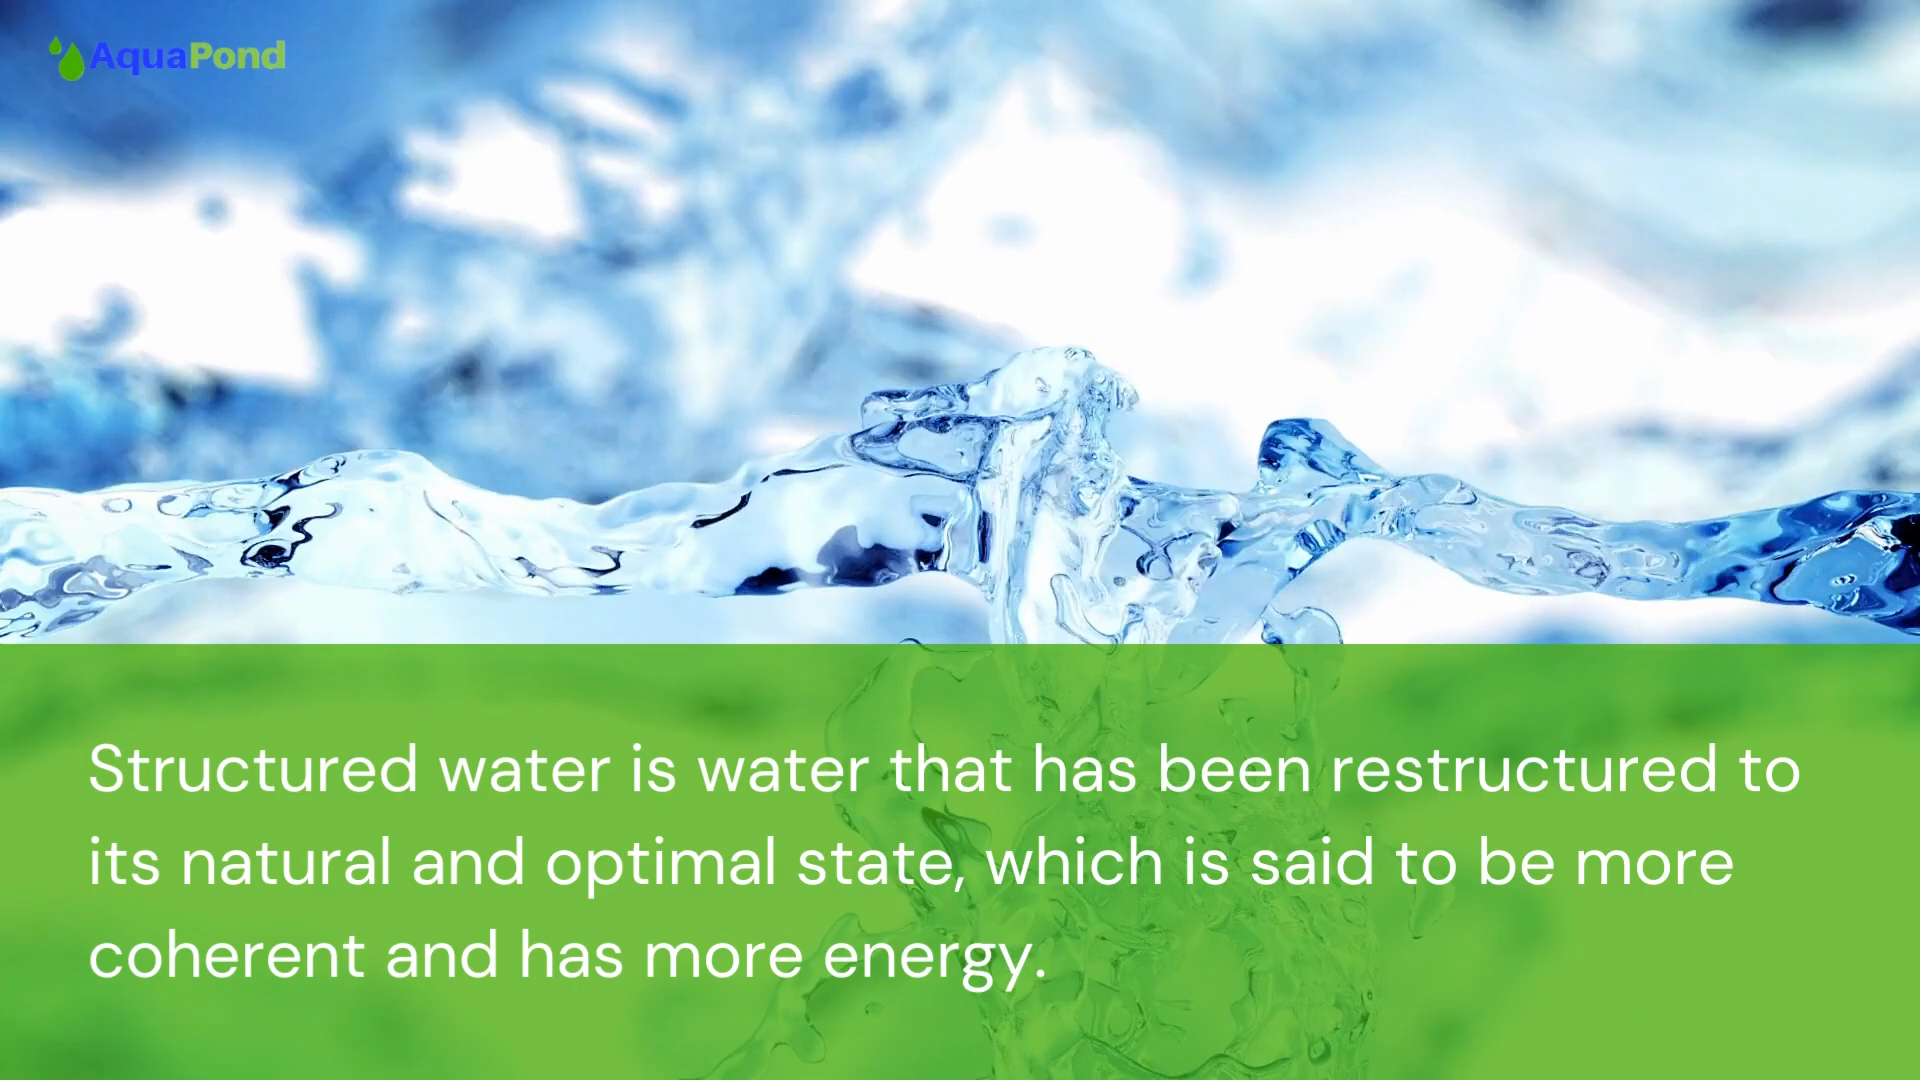 AquaPond
Structured water is water that has been restructured to
its natural and optimal state, which is said to be more
coherent and has more energy.